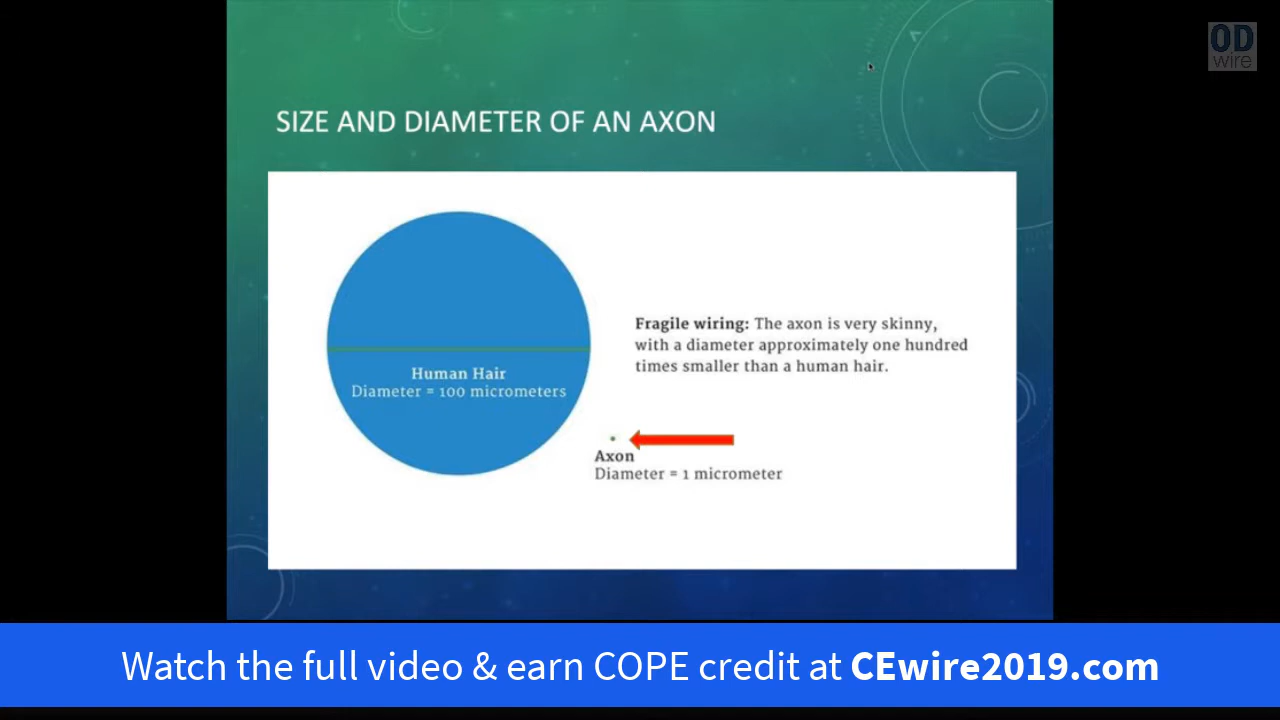 OD
wire
SIZE AND DIAMETER OF AN AXON
Human Hair
Diameter = 100 micrometers
Fragile wiring: The axon is very skinny,
with a diameter approximately one hundred
times smaller than a human hair.
Axon
Diameter = 1 micrometer
Watch the full video & earn COPE credit at CEwire2019.com